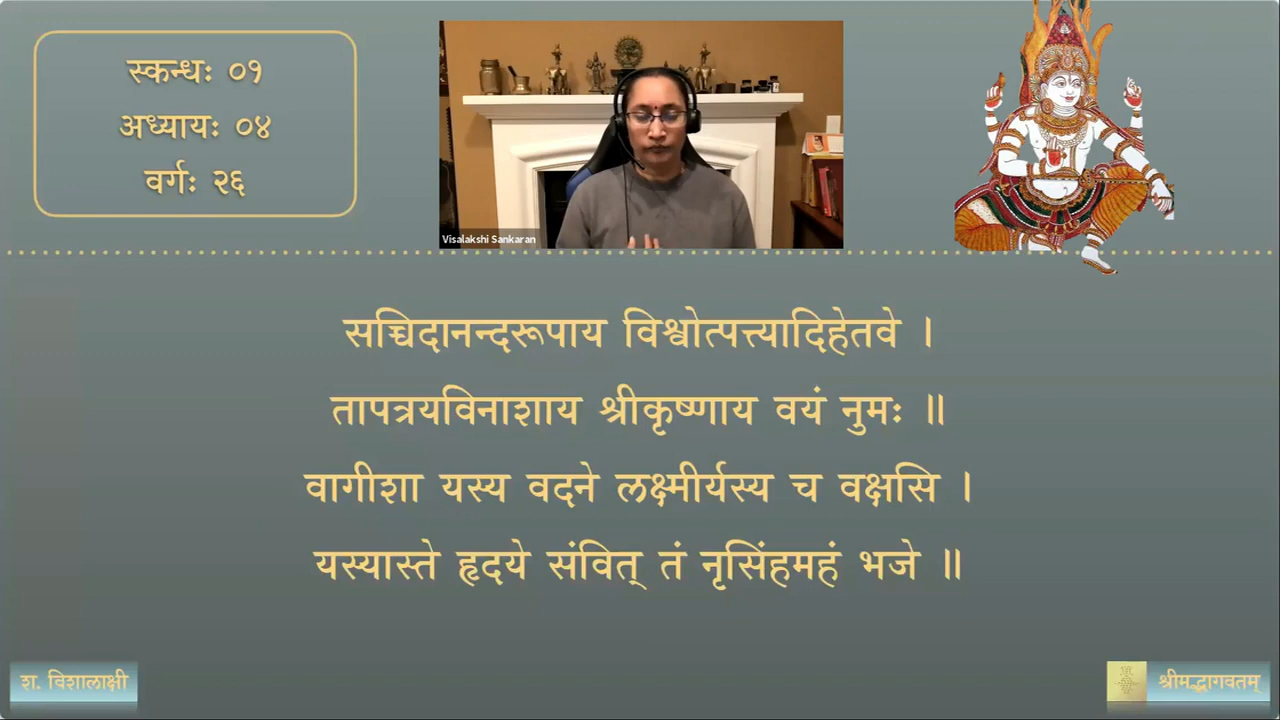 स्कन्धः ०१
अध्यायः ०४
वर्गः २६
Visalakshi Sankaran
सच्चिदानन्दरूपाय विश्वोत्पत्त्यादिहेतवे ।
तापत्रयविनाशाय श्रीकृष्णाय वयं नुमः ॥
वागीशा यस्य वदने लक्ष्मीर्यस्य च वक्षसि ।
यस्यास्ते हृदये संवित् तं नृसिंहमहं भजे ॥
श. विशालाक्षी
श्रीमद्भागवतम्